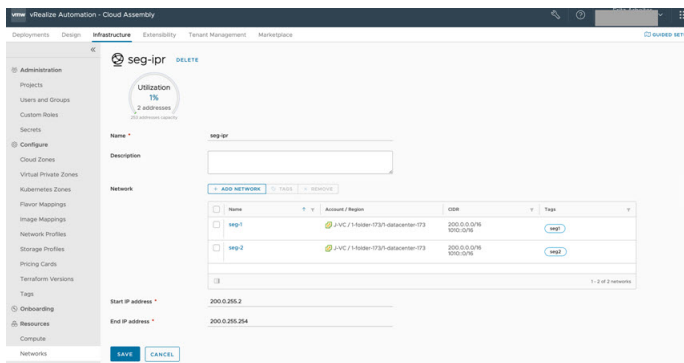 vmw vRealize Automation - Cloud Assembly
Deployments Design Infrastructure Extensibility Tenant Management Marketplace
GUIDED SET
seg-ipr DELETE
Administration
Projects
Users and Groups
Custom Roles
Secrets
Configure
Cloud Zones
Virtual Private Zones
Kubernetes Zones
Flavor Mappings
Image Mappings
Network Profiles
Storage Profiles
Pricing Cards
Terraform Versions
Tags
Onboarding
Resources
Compute
Networks
Utilization
1%
2 addresses
253 addresses capacity
Name * seg-ipr
Description
Network + ADD NETWORK TAGS × REMOVE
Name Account / Region CIDR Tags
seg-1 J-VC / 1-folder-173/1-datacenter-173 200.0.0.0/16 seg1
1010::0/16
seg-2 J-VC / 1-folder-173/1-datacenter-173 200.0.0.0/16 seg2
1010::0/16
1 - 2 of 2 networks
Start IP address * 200.0.255.2
End IP address * 200.0.255.254
SAVE CANCEL